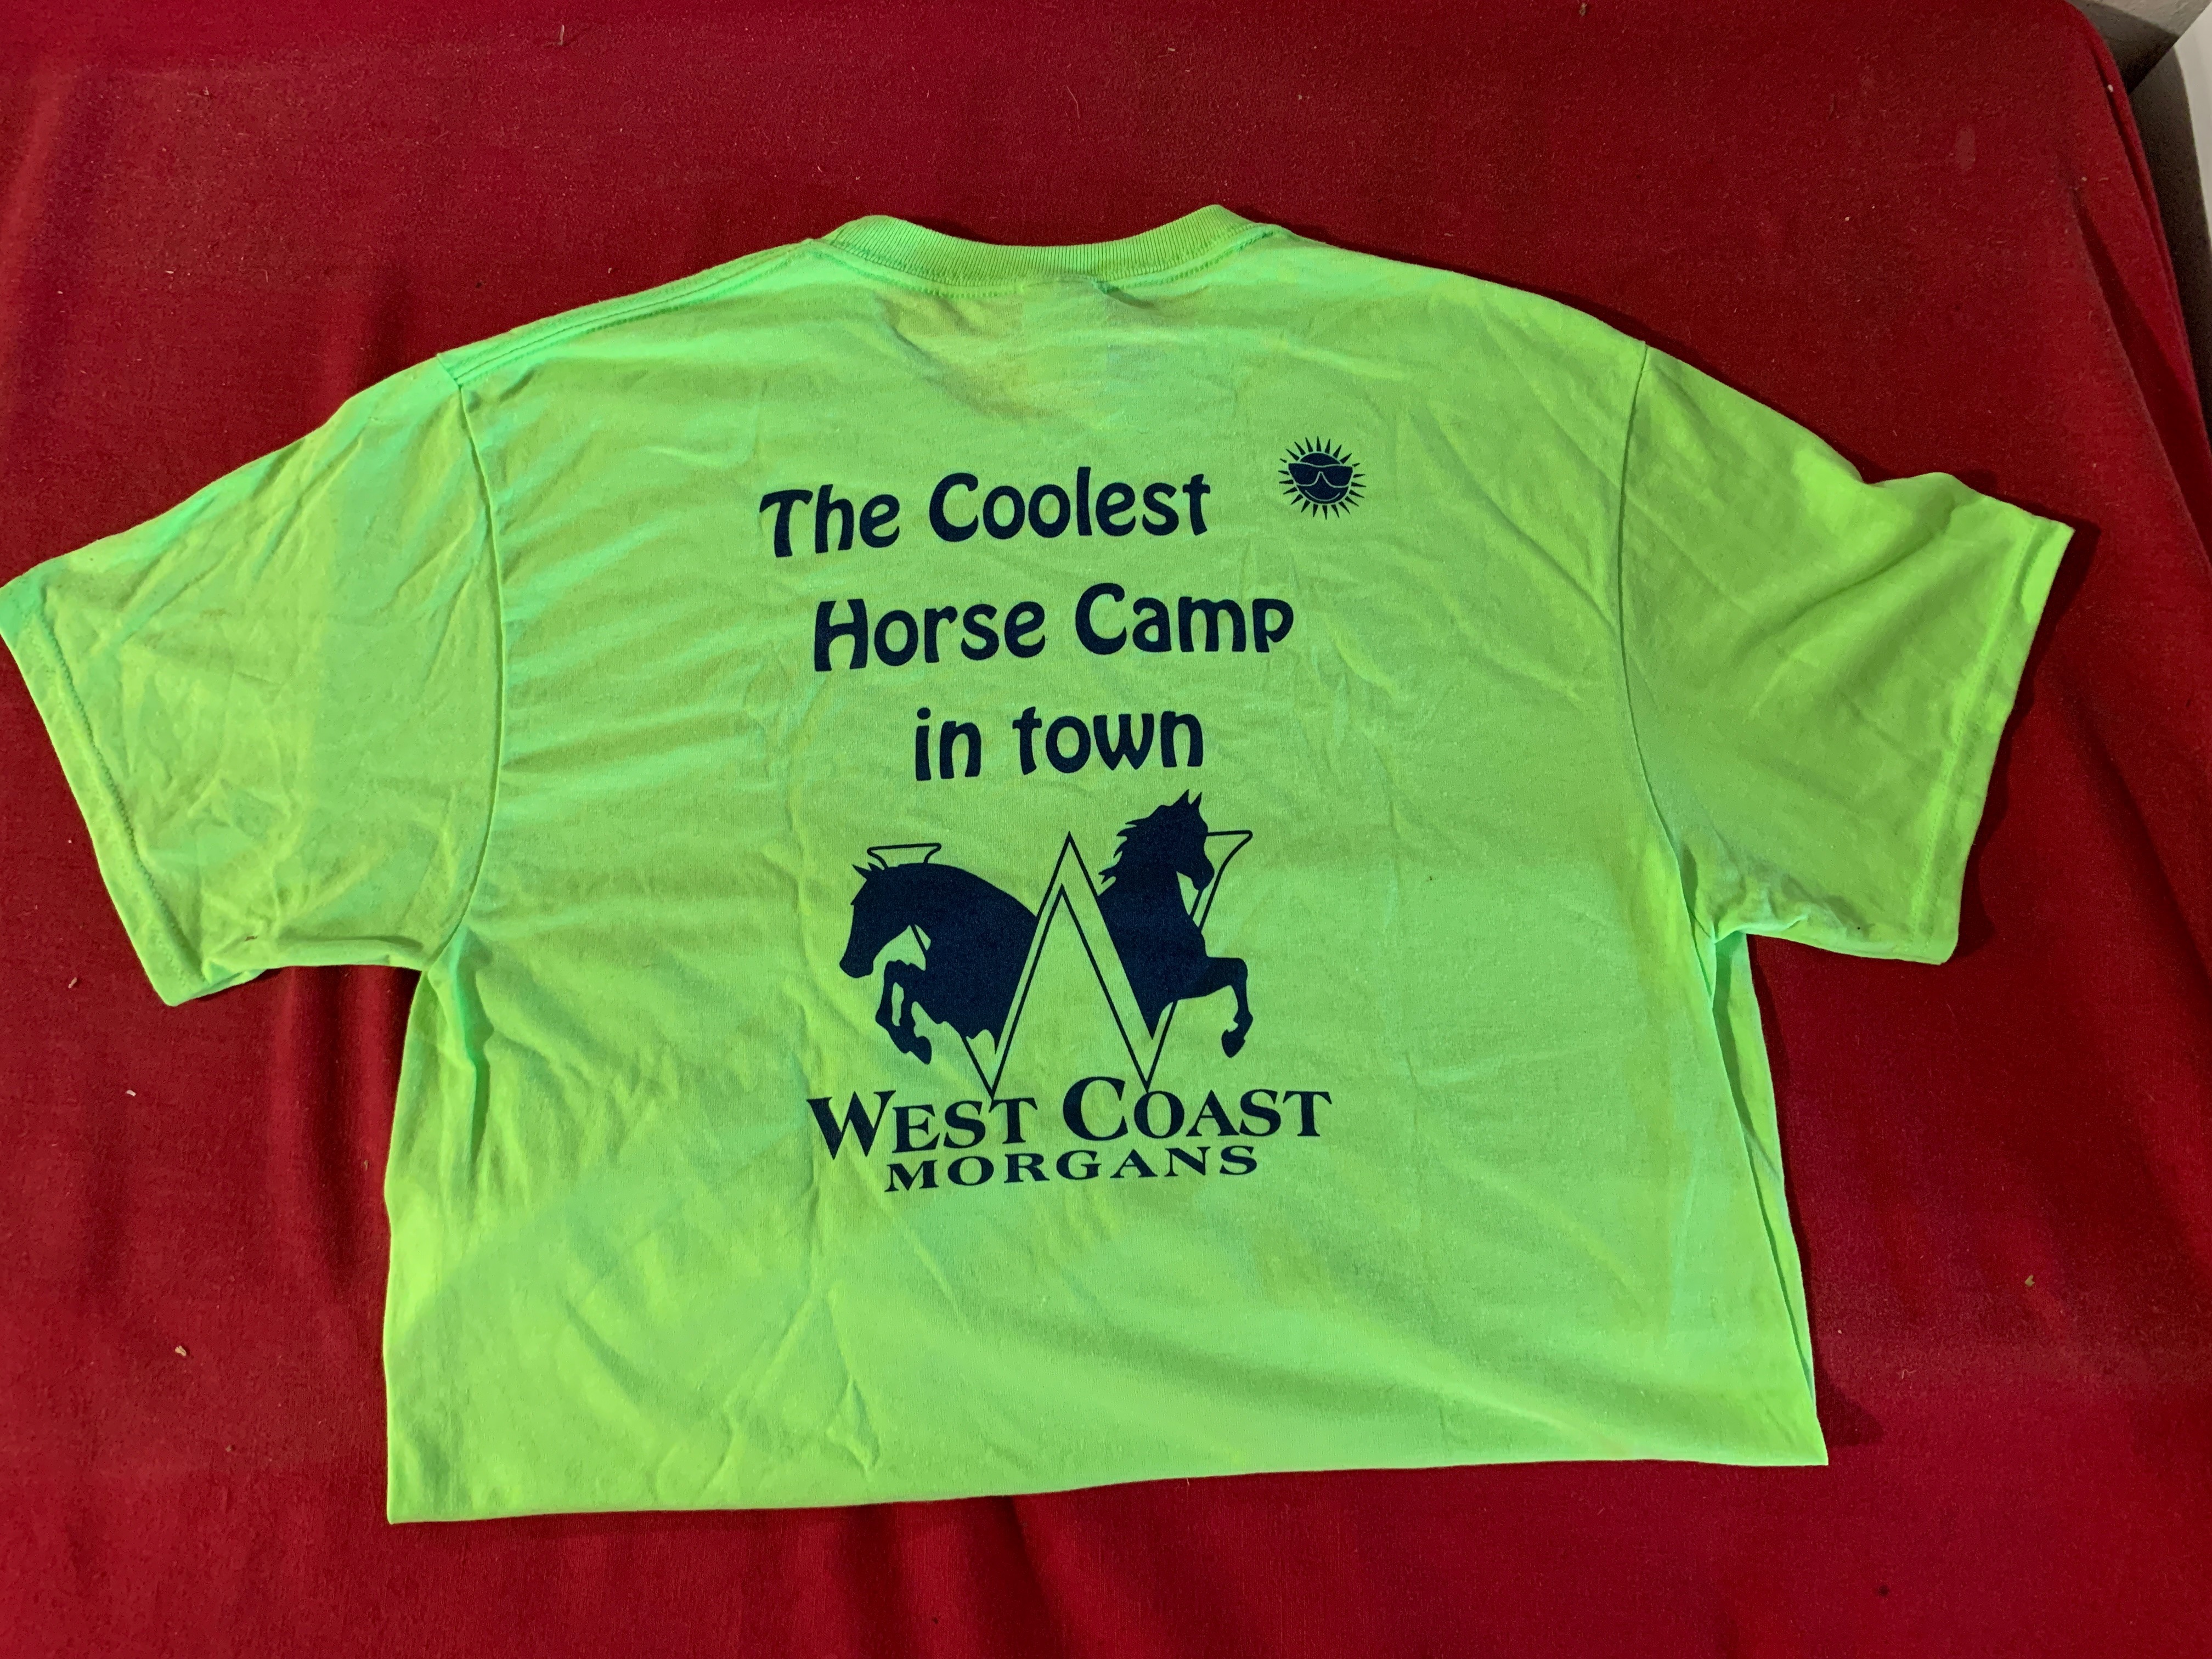 The Coolest
Horse Camp
in town
WEST COAST
MORGANS